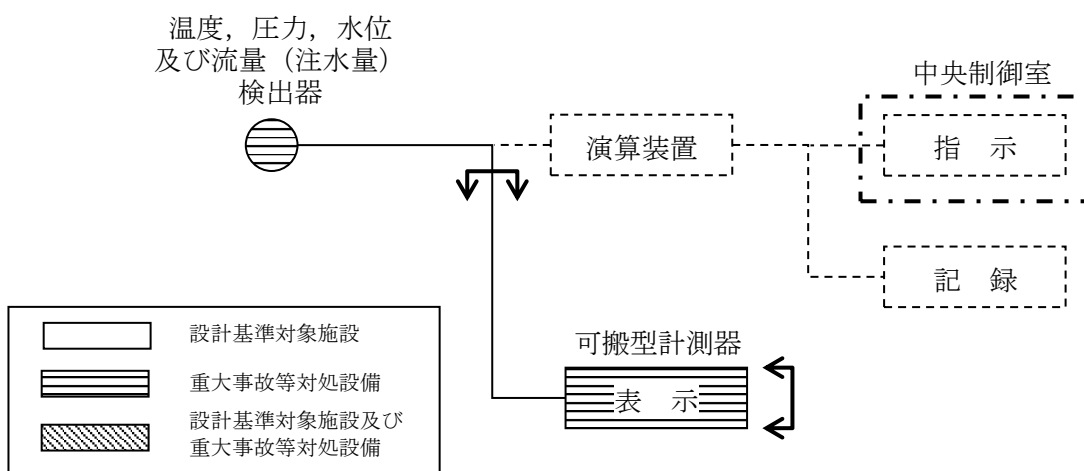 温度，圧力，水位
及び流量（注水量）
検出器
中央制御室
演算装置
指　示
記　録
可搬型計測器
表　示
設計基準対象施設
重大事故等対処設備
設計基準対象施設及び
重大事故等対処設備